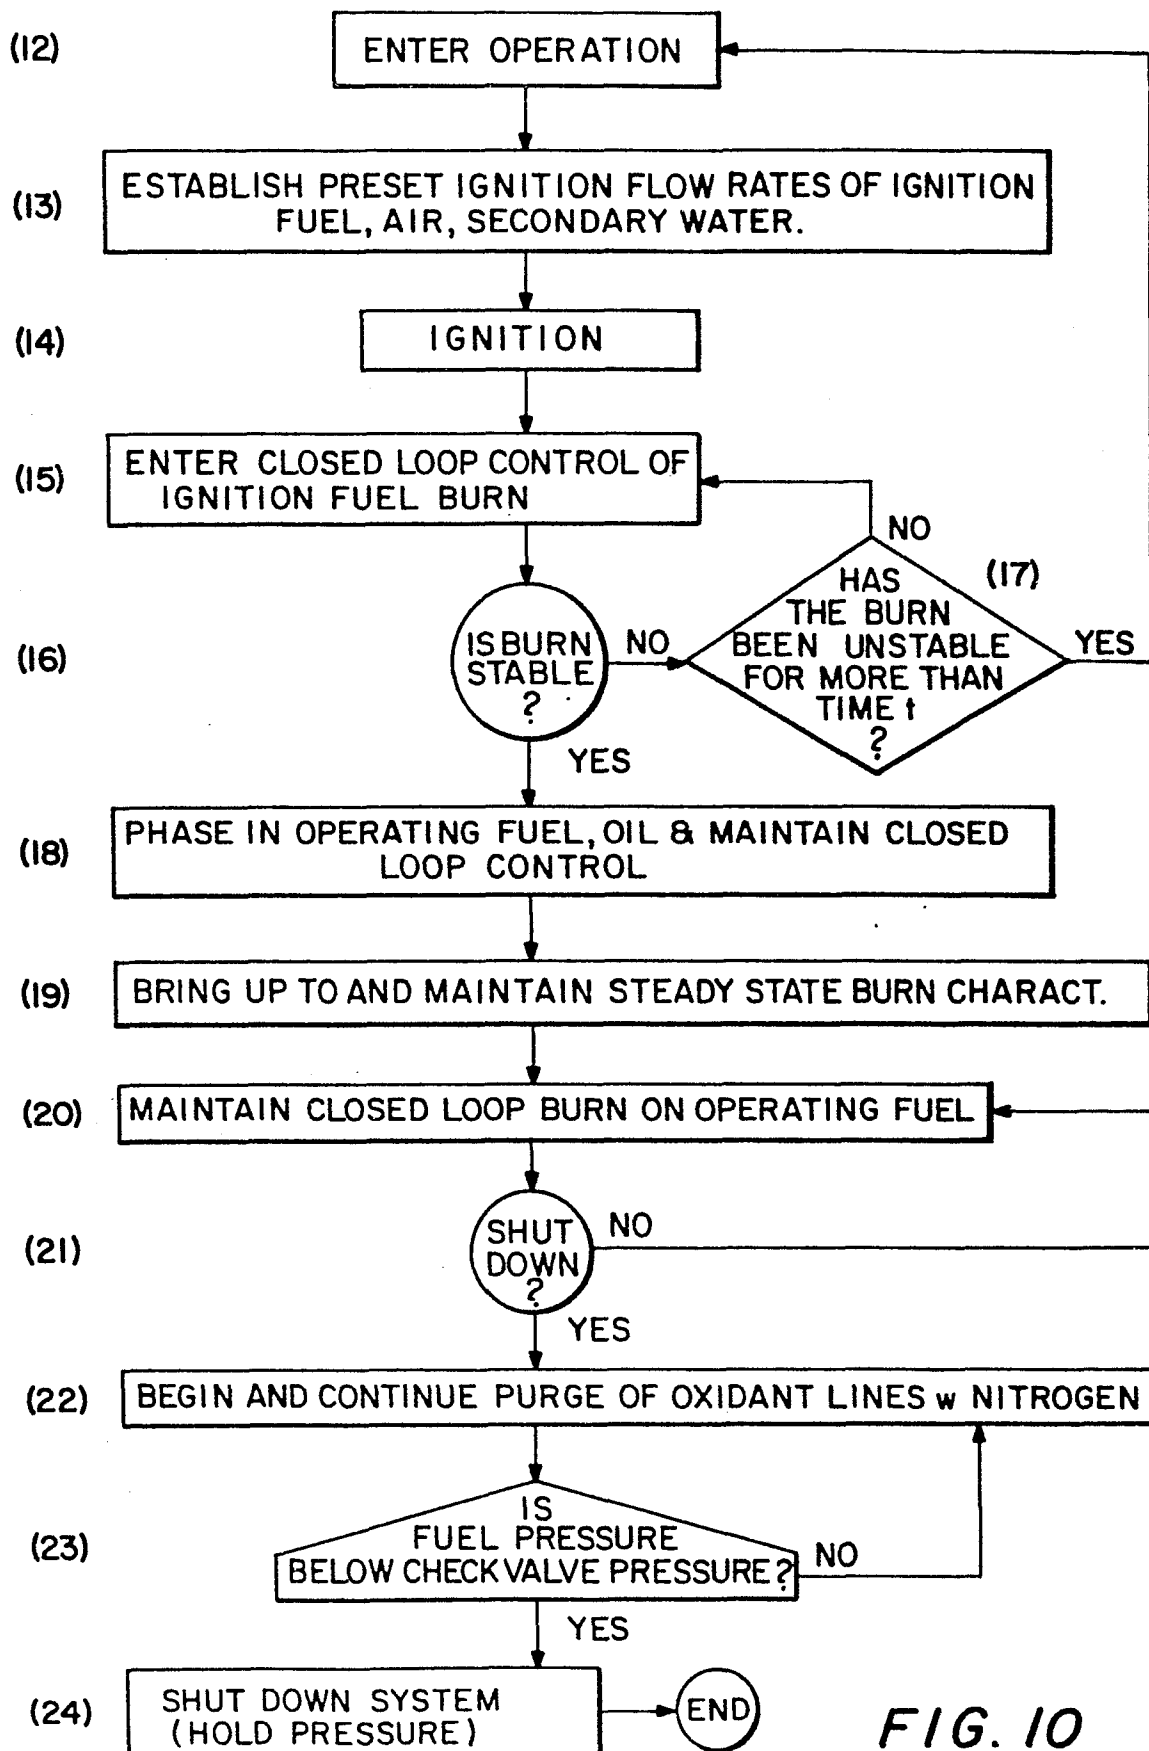 (12)
ENTER OPERATION
(13)
ESTABLISH PRESET IGNITION FLOW RATES OF IGNITION
FUEL, AIR, SECONDARY WATER.
(14)
IGNITION
(15)
ENTER CLOSED LOOP CONTROL OF
IGNITION FUEL BURN
NO
(17)
HAS
THE BURN
BEEN UNSTABLE
FOR MORE THAN
TIME t
?
YES
(16)
IS BURN
STABLE
?
NO
YES
(18)
PHASE IN OPERATING FUEL, OIL & MAINTAIN CLOSED
LOOP CONTROL
(19)
BRING UP TO AND MAINTAIN STEADY STATE BURN CHARACT.
(20)
MAINTAIN CLOSED LOOP BURN ON OPERATING FUEL
(21)
SHUT
DOWN
?
NO
YES
(22)
BEGIN AND CONTINUE PURGE OF OXIDANT LINES w NITROGEN
(23)
IS
FUEL PRESSURE
BELOW CHECK VALVE PRESSURE?
NO
YES
(24)
SHUT DOWN SYSTEM
(HOLD PRESSURE)
END
FIG. 10